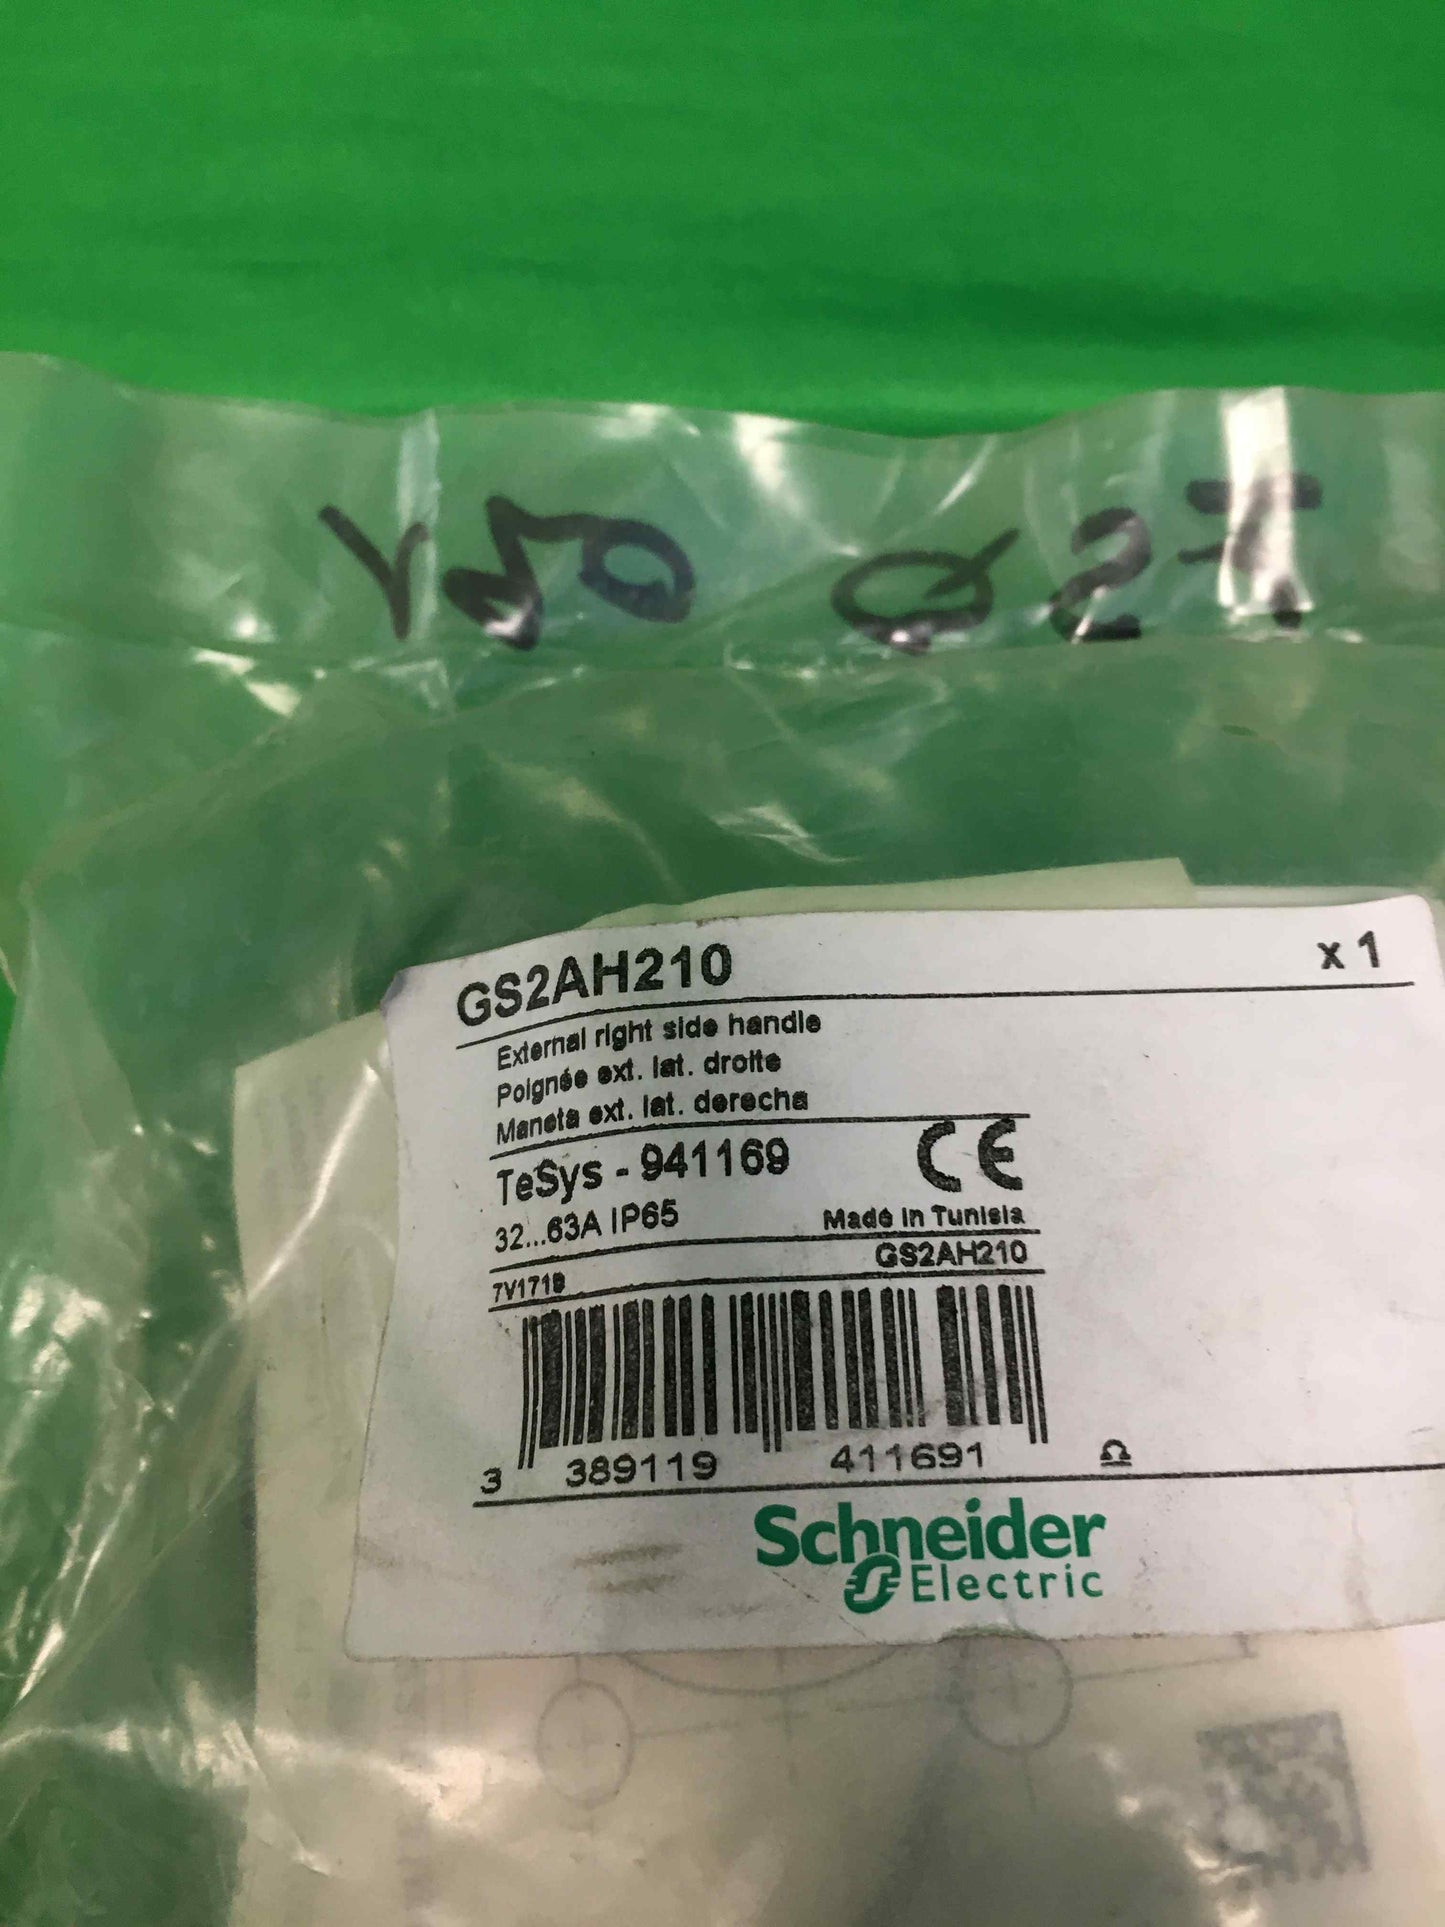 GS2AH210 x 1
External right side handle
Poignée ext. lat. droite
Maneta ext. lat. derecha
TeSys - 941169 CE
32...63A IP65 Made in Tunisia
GS2AH210
7V1719
3 389119 411691 Ω
Schneider
Electric